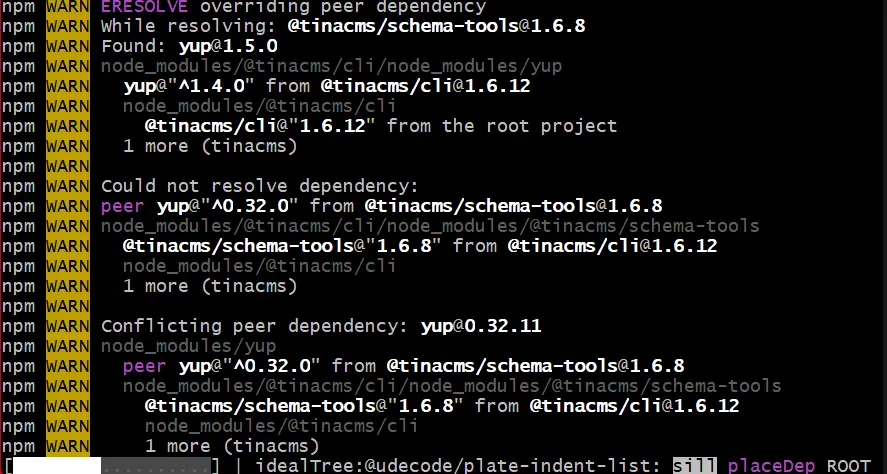 npm WARN ERESOLVE overriding peer dependency
npm WARN While resolving: @tinacms/schema-tools@1.6.8
npm WARN Found: yup@1.5.0
npm WARN node_modules/@tinacms/cli/node_modules/yup
npm WARN   yup@"^1.4.0" from @tinacms/cli@1.6.12
npm WARN   node_modules/@tinacms/cli
npm WARN     @tinacms/cli@"1.6.12" from the root project
npm WARN   1 more (tinacms)
npm WARN
npm WARN Could not resolve dependency:
npm WARN peer yup@"^0.32.0" from @tinacms/schema-tools@1.6.8
npm WARN node_modules/@tinacms/cli/node_modules/@tinacms/schema-tools
npm WARN   @tinacms/schema-tools@"1.6.8" from @tinacms/cli@1.6.12
npm WARN   node_modules/@tinacms/cli
npm WARN   1 more (tinacms)
npm WARN
npm WARN Conflicting peer dependency: yup@0.32.11
npm WARN node_modules/yup
npm WARN   peer yup@"^0.32.0" from @tinacms/schema-tools@1.6.8
npm WARN   node_modules/@tinacms/cli/node_modules/@tinacms/schema-tools
npm WARN     @tinacms/schema-tools@"1.6.8" from @tinacms/cli@1.6.12
npm WARN     node_modules/@tinacms/cli
npm WARN     1 more (tinacms)
[..........] | idealTree:@udecode/plate-indent-list: sill placeDep ROOT